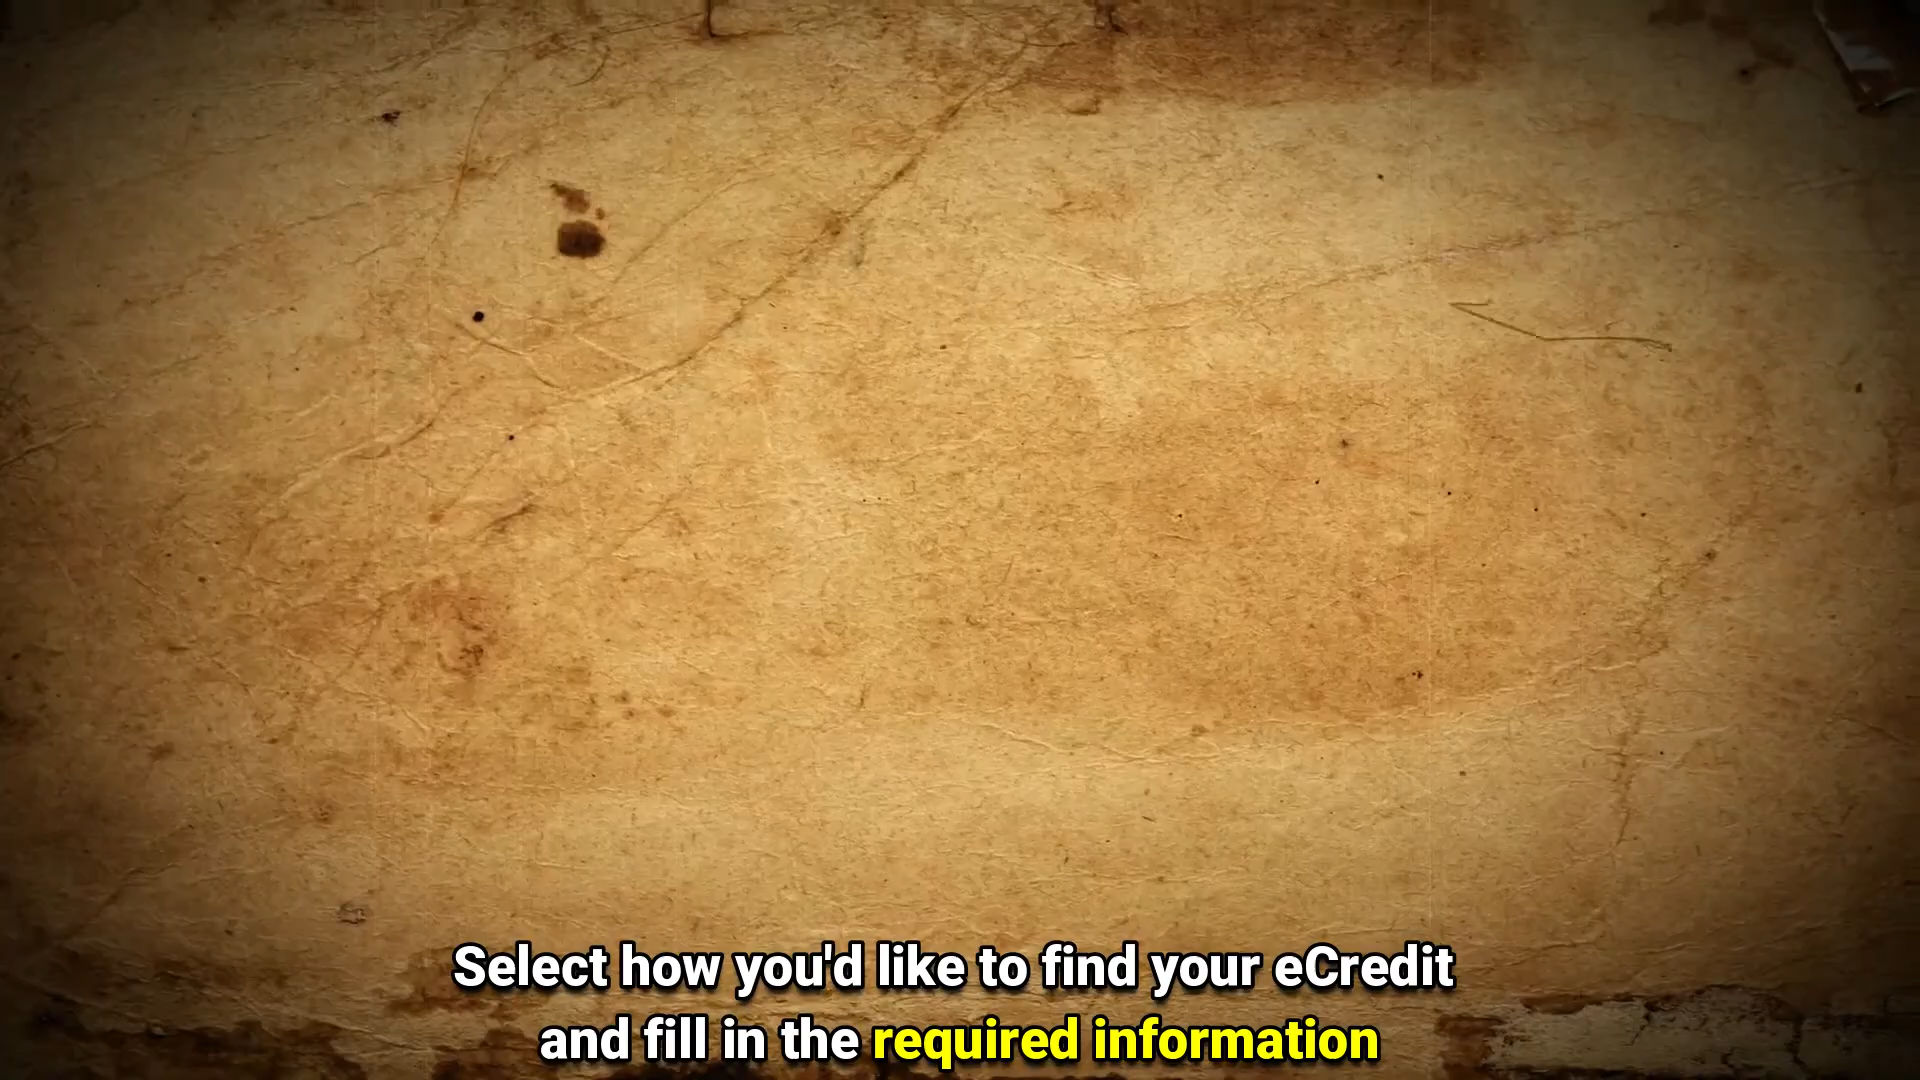 Select how you'd like to find your eCredit
and fill in the required information